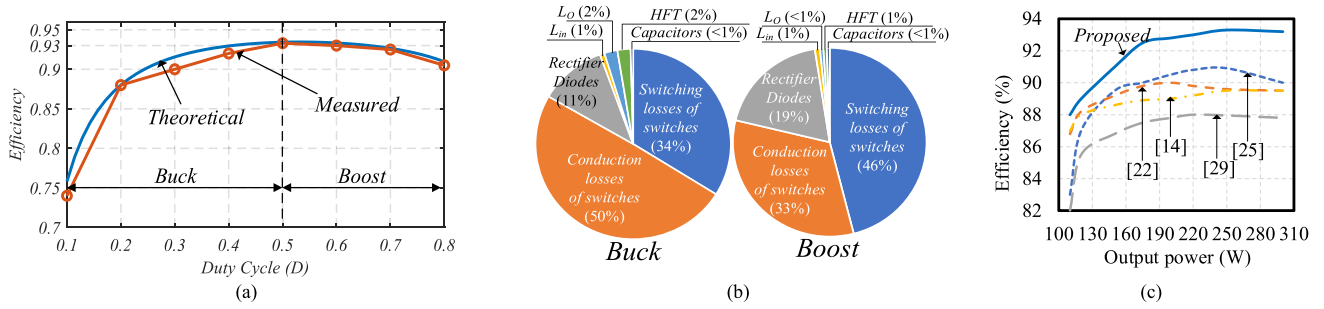 0.95
0.93
0.9
0.85
0.8
0.75
0.7
Efficiency
Theoretical
Measured
Buck
Boost
0.1 0.2 0.3 0.4 0.5 0.6 0.7 0.8
Duty Cycle (D)
(a)
L_O (2%)
L_in (1%)
HFT (2%)
Capacitors (<1%)
Rectifier
Diodes
(11%)
Switching
losses of
switches
(34%)
Conduction
losses
of switches
(50%)
Buck
L_O (<1%)
L_in (1%)
HFT (1%)
Capacitors (<1%)
Rectifier
Diodes
(19%)
Switching
losses of
switches
(46%)
Conduction
losses
of switches
(33%)
Boost
(b)
94
92
90
88
86
84
82
Efficiency (%)
Proposed
[22]
[14]
[29]
[25]
100 130 160 190 220 250 280 310
Output power (W)
(c)